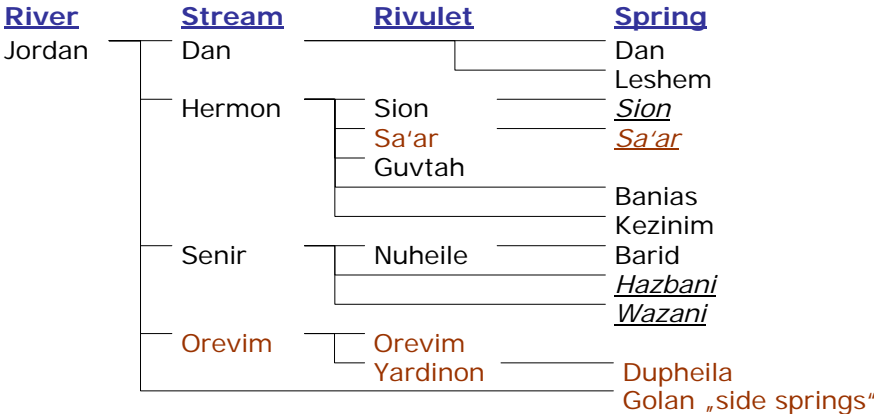 River Stream Rivulet Spring
Jordan Dan Dan
Leshem
Hermon Sion Sion
Sa‘ar Sa‘ar
Guvtah
Banias
Kezinim
Senir Nuheile Barid
Hazbani
Wazani
Orevim Orevim
Yardinon Dupheila
Golan „side springs“